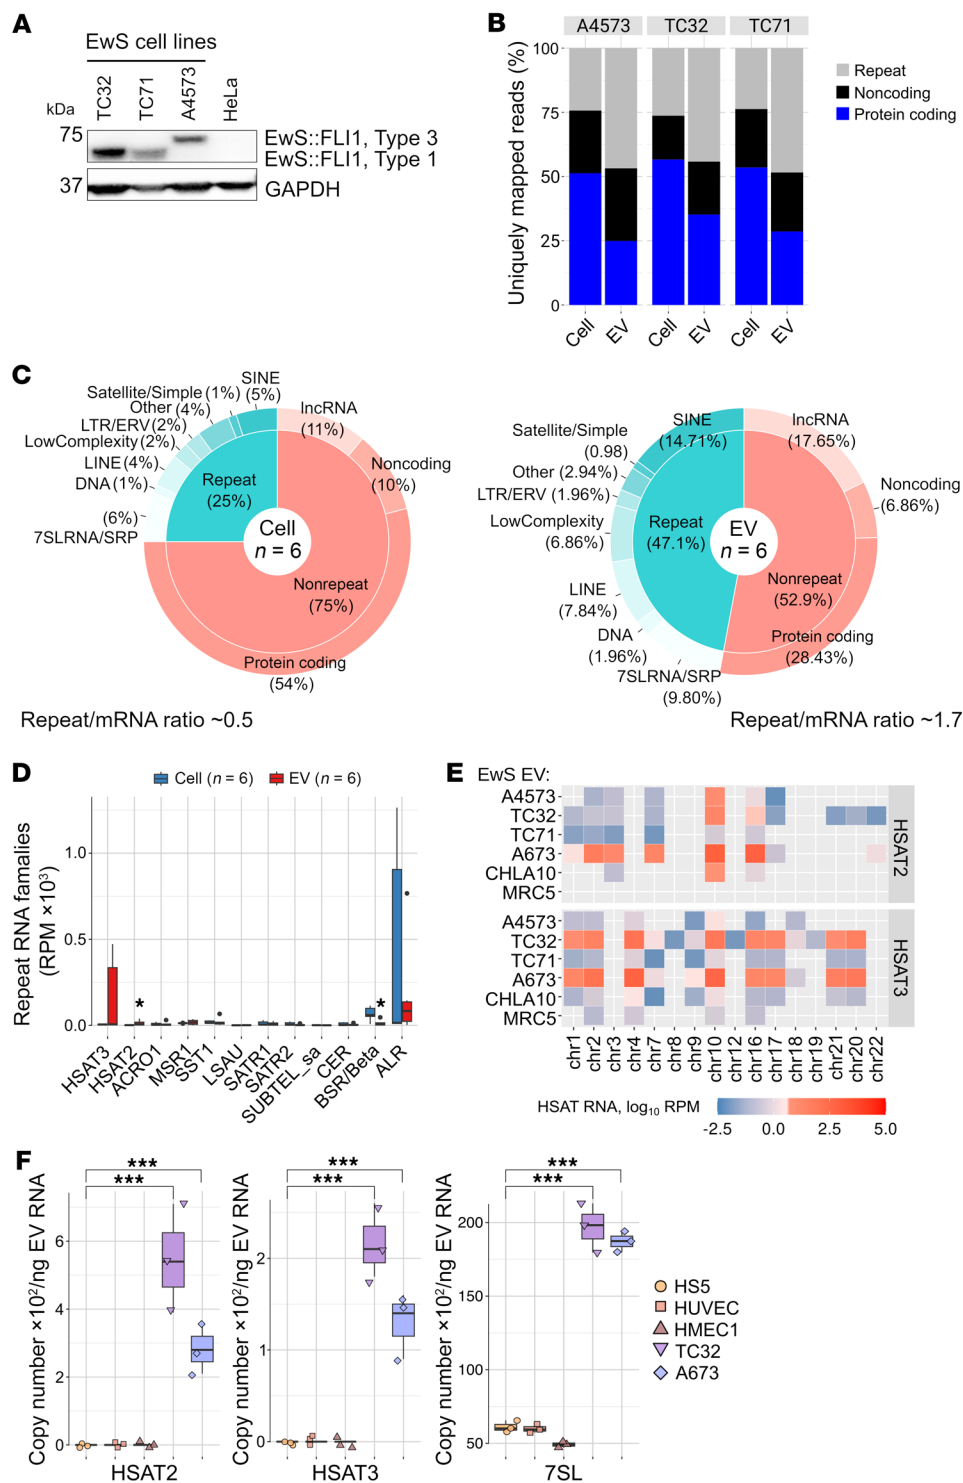 A
EwS cell lines
TC32
TC71
A4573
HeLa
kDa
75
EwS::FLI1, Type 3
EwS::FLI1, Type 1
37
GAPDH
B
A4573
TC32
TC71
Uniquely mapped reads (%)
100
75
50
25
0
Cell
EV
Cell
EV
Cell
EV
Repeat
Noncoding
Protein coding
C
SINE
(5%)
Satellite/Simple (1%)
Other (4%)
LTR/ERV (2%)
LowComplexity (2%)
LINE (4%)
DNA (1%)
(6%)
7SLRNA/SRP
lncRNA
(11%)
Noncoding
(10%)
Repeat
(25%)
Cell
n = 6
Nonrepeat
(75%)
Protein coding
(54%)
Repeat/mRNA ratio ~0.5
SINE
(14.71%)
Satellite/Simple
(0.98)
Other (2.94%)
LTR/ERV (1.96%)
LowComplexity
(6.86%)
LINE
(7.84%)
DNA
(1.96%)
7SLRNA/SRP
(9.80%)
lncRNA
(17.65%)
Noncoding
(6.86%)
Repeat
(47.1%)
EV
n = 6
Nonrepeat
(52.9%)
Protein coding
(28.43%)
Repeat/mRNA ratio ~1.7
D
Cell (n = 6)
EV (n = 6)
Repeat RNA famalies
(RPM ×10³)
1.0
0.5
0.0
*
*
HSAT3
HSAT2
ACRO1
MSR1
SST1
LSAU
SATR1
SATR2
SUBTEL_sa
CER
BSR/Beta
ALR
E
EwS EV:
A4573
TC32
TC71
A673
CHLA10
MRC5
HSAT2
A4573
TC32
TC71
A673
CHLA10
MRC5
HSAT3
chr1
chr2
chr3
chr4
chr7
chr8
chr9
chr10
chr12
chr16
chr17
chr18
chr19
chr21
chr20
chr22
HSAT RNA, log₁₀ RPM
-2.5
0.0
2.5
5.0
F
Copy number ×10²/ng EV RNA
***
***
6
4
2
0
HSAT2
Copy number ×10²/ng EV RNA
***
***
2
1
0
HSAT3
Copy number ×10²/ng EV RNA
***
***
200
150
100
50
7SL
HS5
HUVEC
HMEC1
TC32
A673